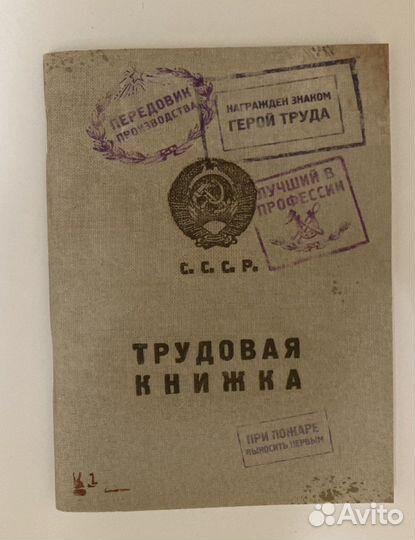 ПЕРЕДОВИК
ПРОИЗВОДСТВА
НАГРАЖДЕН ЗНАКОМ
ГЕРОЙ ТРУДА
ЛУЧШИЙ В
ПРОФЕССИИ
С. С. С. Р.
ТРУДОВАЯ
КНИЖКА
ПРИ ПОЖАРЕ
ВЫНОСИТЬ ПЕРВЫМ
Avito